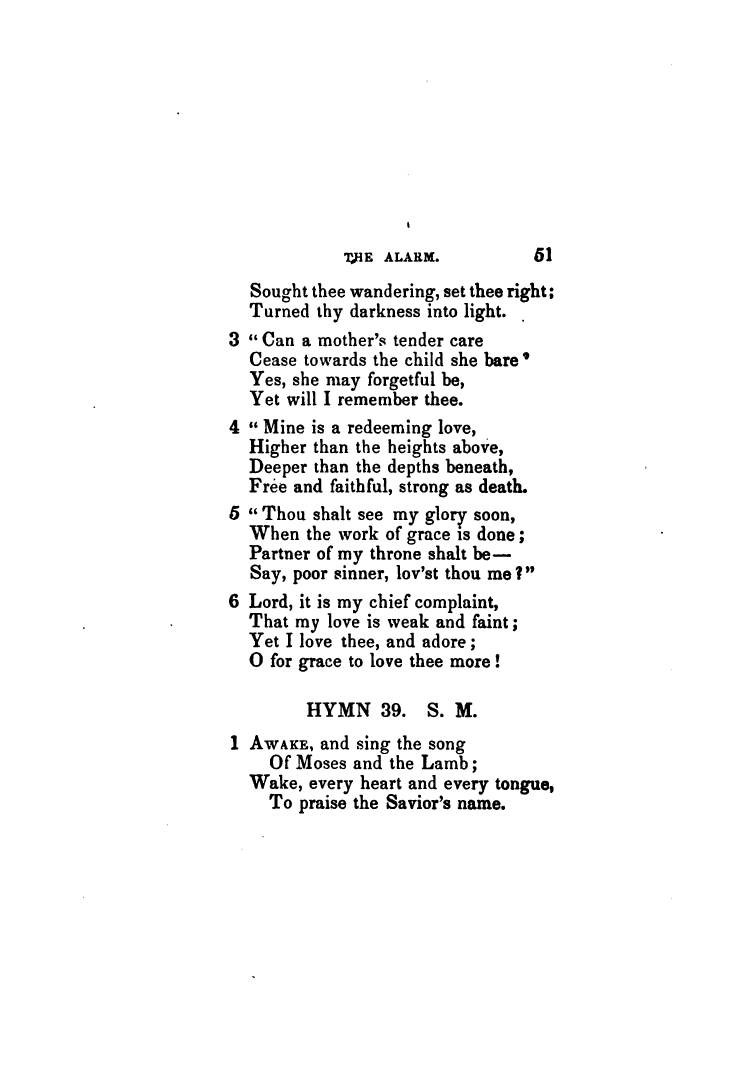 THE ALARM. 51
Sought thee wandering, set thee right;
Turned thy darkness into light.
3 "Can a mother's tender care
Cease towards the child she bare?
Yes, she may forgetful be,
Yet will I remember thee.
4 "Mine is a redeeming love,
Higher than the heights above,
Deeper than the depths beneath,
Free and faithful, strong as death.
5 "Thou shalt see my glory soon,
When the work of grace is done;
Partner of my throne shalt be—
Say, poor sinner, lov'st thou me?"
6 Lord, it is my chief complaint,
That my love is weak and faint;
Yet I love thee, and adore;
O for grace to love thee more!
HYMN 39. S. M.
1 AWAKE, and sing the song
Of Moses and the Lamb;
Wake, every heart and every tongue,
To praise the Savior's name.